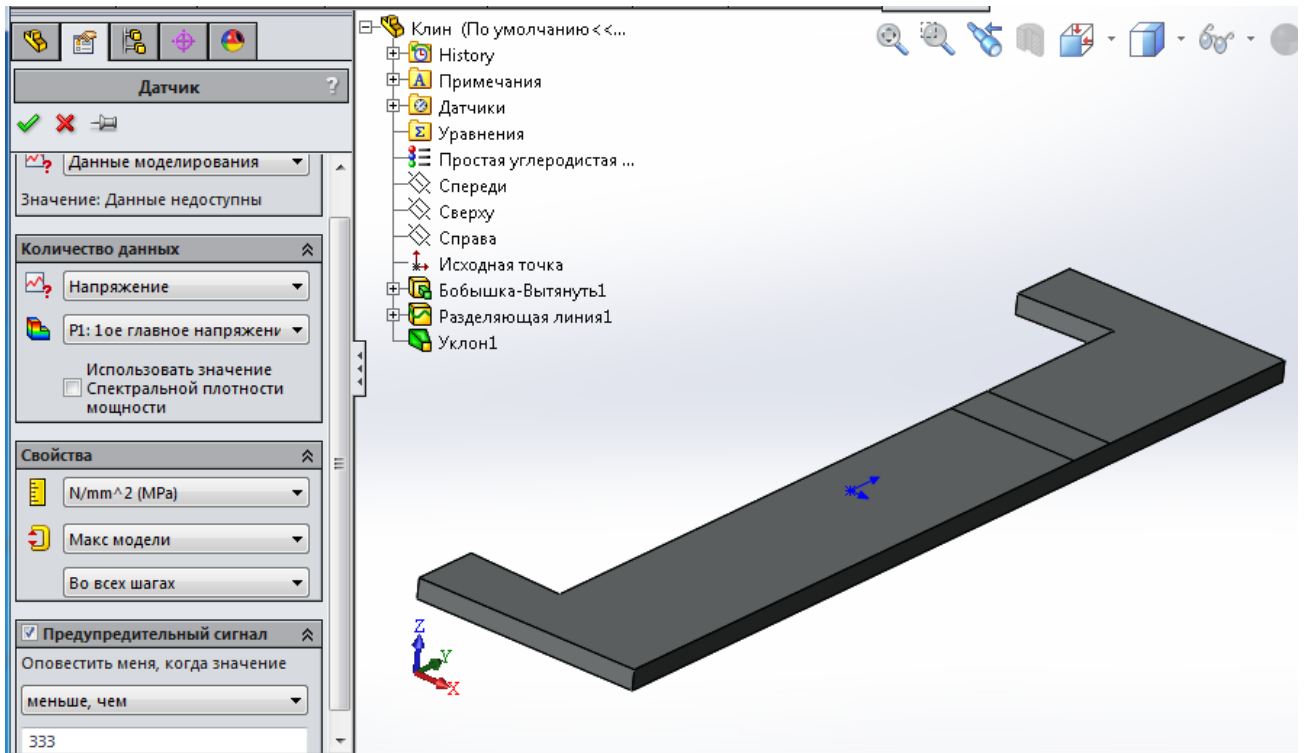 Датчик
?
Данные моделирования
Значение: Данные недоступны
Количество данных
Напряжение
P1: 1ое главное напряжени
Использовать значение
Спектральной плотности
мощности
Свойства
N/mm^2 (MPa)
Макс модели
Во всех шагах
Предупредительный сигнал
Оповестить меня, когда значение
меньше, чем
333
Клин (По умолчанию<<...
History
Примечания
Датчики
Уравнения
Простая углеродистая ...
Спереди
Сверху
Справа
Исходная точка
Бобышка-Вытянуть1
Разделяющая линия1
Уклон1
Z
Y
X